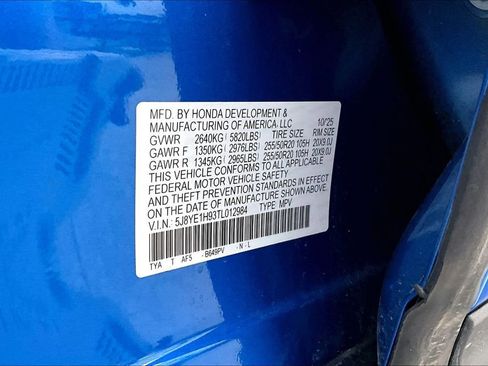 MFD. BY HONDA DEVELOPMENT &
MANUFACTURING OF AMERICA, LLC 10/25
GVWR 2640KG (5820LBS) TIRE SIZE RIM SIZE
GAWR F 1350KG (2976LBS) 255/50R20 105H 20X9.0J
GAWR R 1345KG (2965LBS) 255/50R20 105H 20X9.0J
THIS VEHICLE CONFORMS TO ALL APPLICABLE
FEDERAL MOTOR VEHICLE SAFETY
AND THEFT PREVENTION STANDARDS IN EFFECT
ON THE DATE OF MANUFACTURE SHOWN ABOVE.
V.I.N.: 5J8YE1H93TL012984 TYPE: MPV
TYA T AF5 - B649PV - N - L